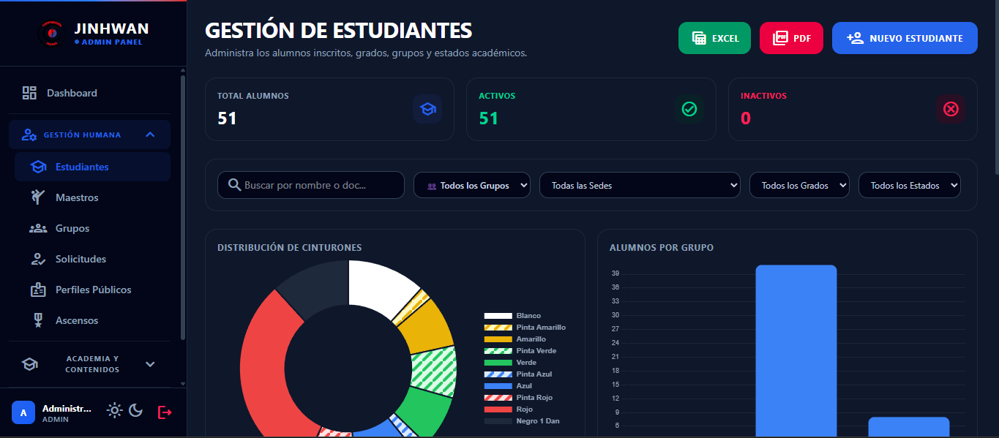 JINHWAN
ADMIN PANEL
Dashboard
GESTIÓN HUMANA
Estudiantes
Maestros
Grupos
Solicitudes
Perfiles Públicos
Ascensos
ACADEMIA Y
CONTENIDOS
A
Administr...
ADMIN
GESTIÓN DE ESTUDIANTES
Administra los alumnos inscritos, grados, grupos y estados académicos.
EXCEL
PDF
NUEVO ESTUDIANTE
TOTAL ALUMNOS
51
ACTIVOS
51
INACTIVOS
0
Buscar por nombre o doc...
Todos los Grupos
Todas las Sedes
Todos los Grados
Todos los Estados
DISTRIBUCIÓN DE CINTURONES
Blanco
Pinta Amarillo
Amarillo
Pinta Verde
Verde
Pinta Azul
Azul
Pinta Rojo
Rojo
Negro 1 Dan
ALUMNOS POR GRUPO
39
36
33
30
27
24
21
18
15
12
9
6